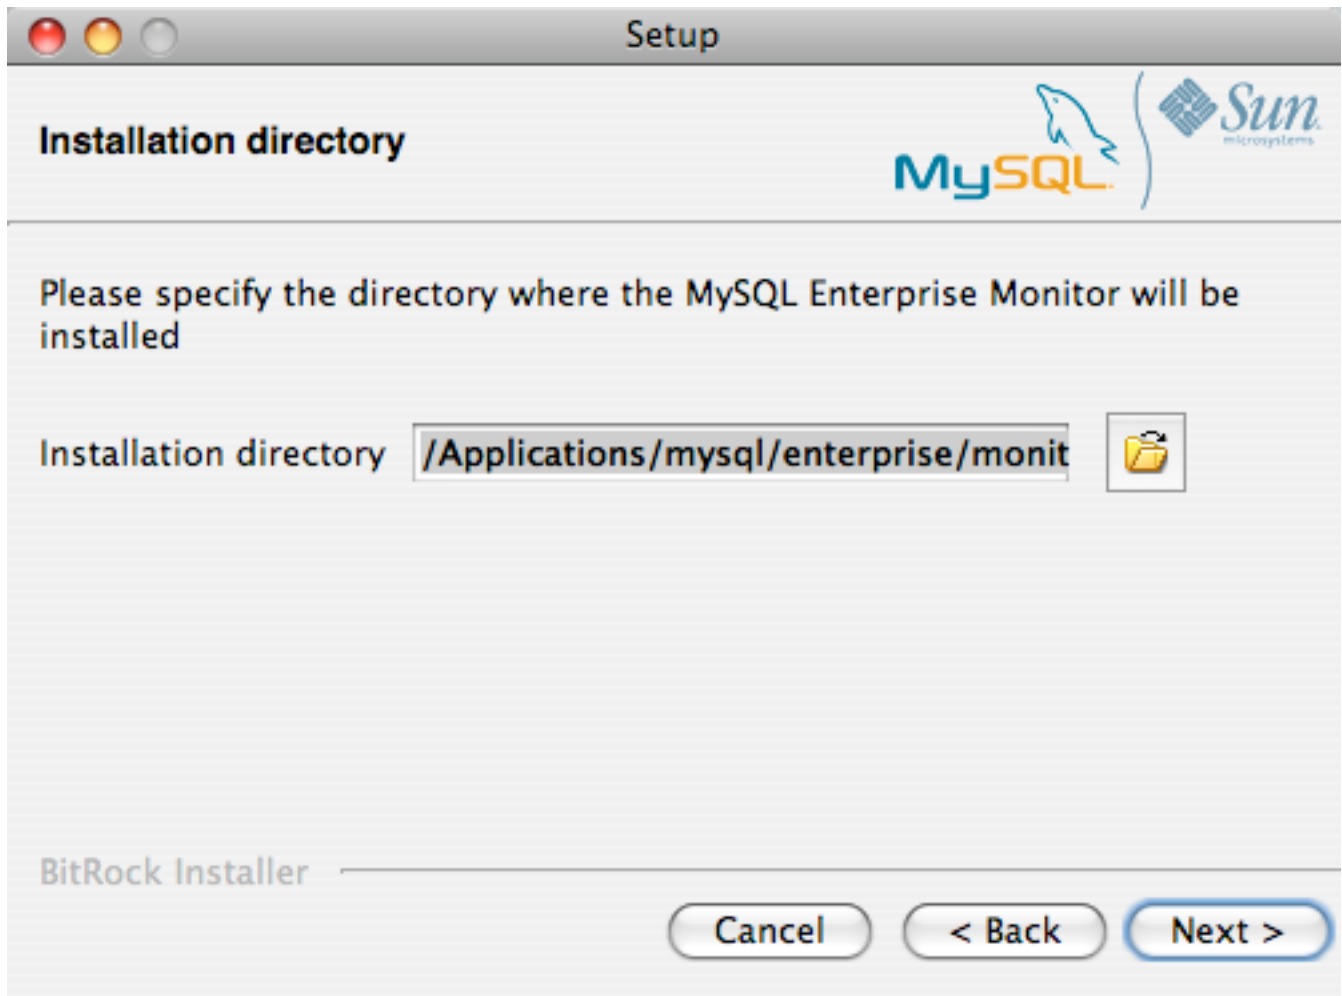 Setup
Installation directory
MySQL
Sun
microsystems
Please specify the directory where the MySQL Enterprise Monitor will be
installed
Installation directory /Applications/mysql/enterprise/monit
BitRock Installer
Cancel < Back Next >